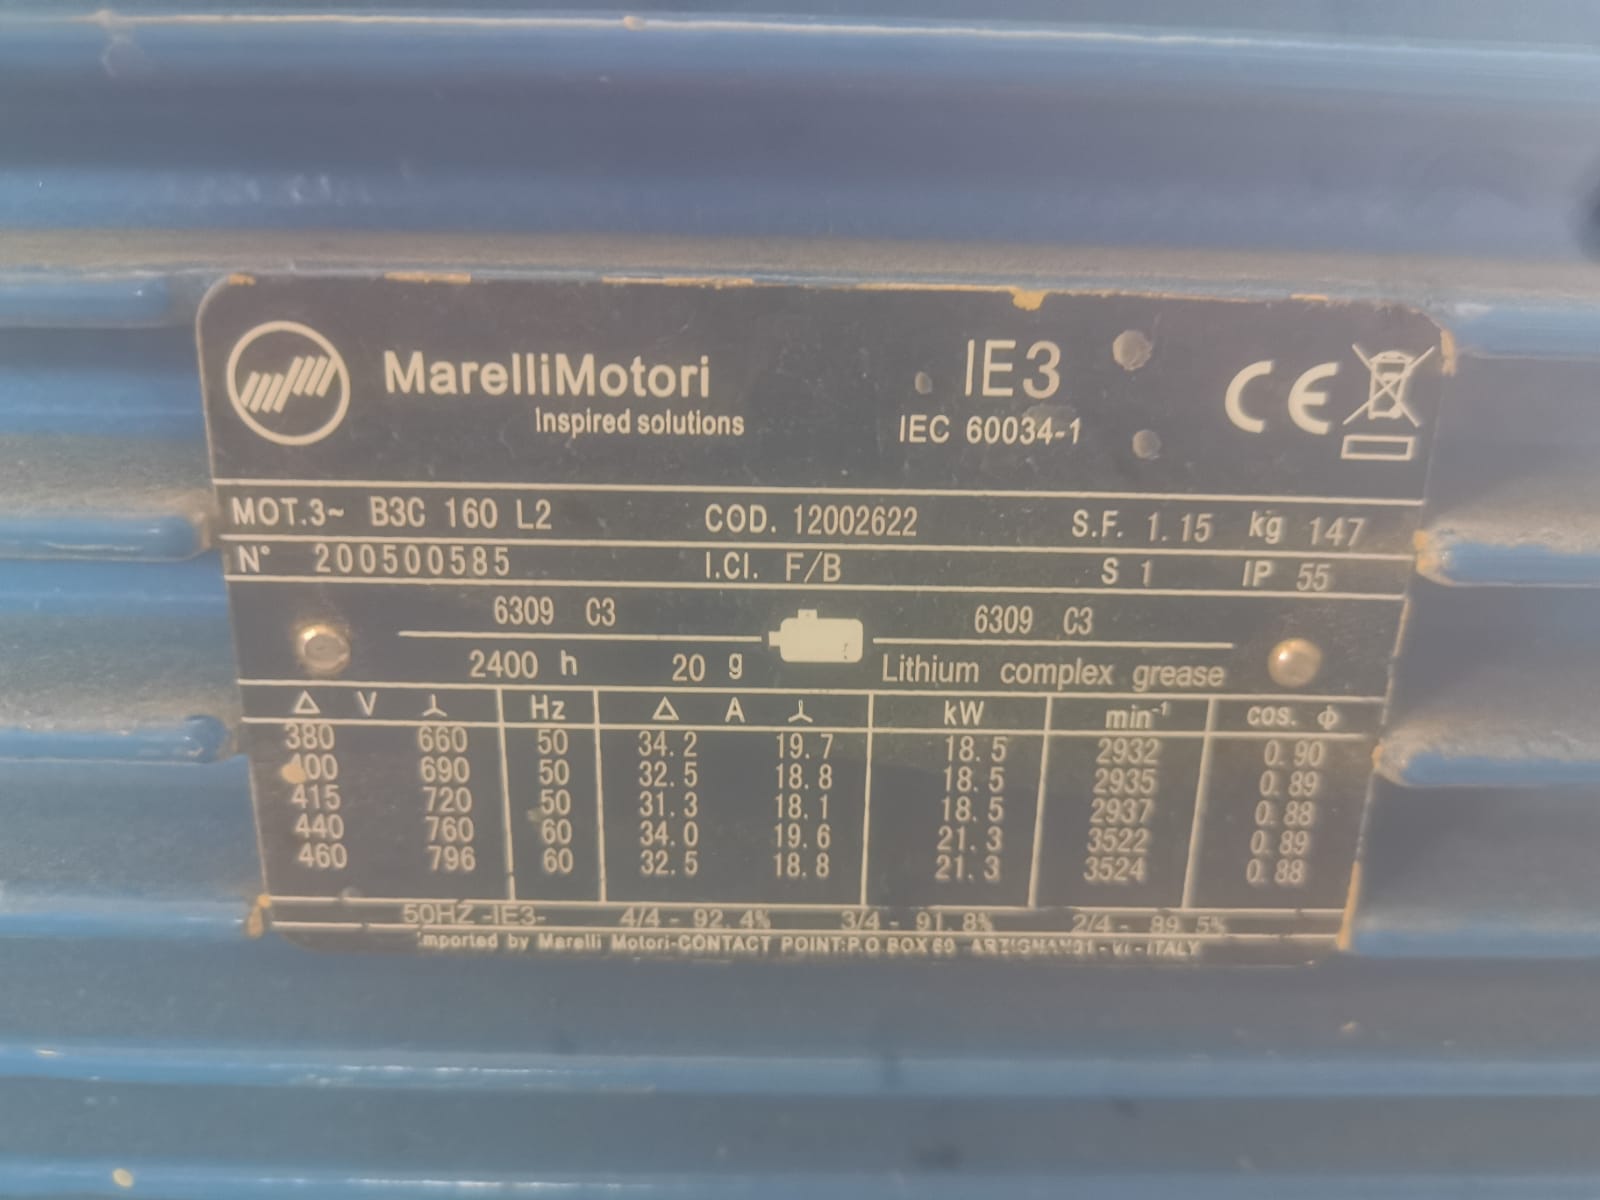 MarelliMotori
Inspired solutions
IE3
IEC 60034-1
CE
MOT.3~ B3C 160 L2 COD. 12002622 S.F. 1.15 kg 147
N° 200500585 I.Cl. F/B S 1 IP 55
6309 C3 6309 C3
2400 h 20 g Lithium complex grease
Δ V ⅄ Hz Δ A ⅄ kW min⁻¹ cos. ϕ
380 660 50 34.2 19.7 18.5 2932 0.90
400 690 50 32.5 18.8 18.5 2935 0.89
415 720 50 31.3 18.1 18.5 2937 0.88
440 760 60 34.0 19.6 21.3 3522 0.89
460 796 60 32.5 18.8 21.3 3524 0.88
50HZ -IE3- 4/4 - 92.4% 3/4 - 91.8% 2/4 - 89.5%
Imported by Marelli Motori-CONTACT POINT:P.O BOX - VI - ITALY